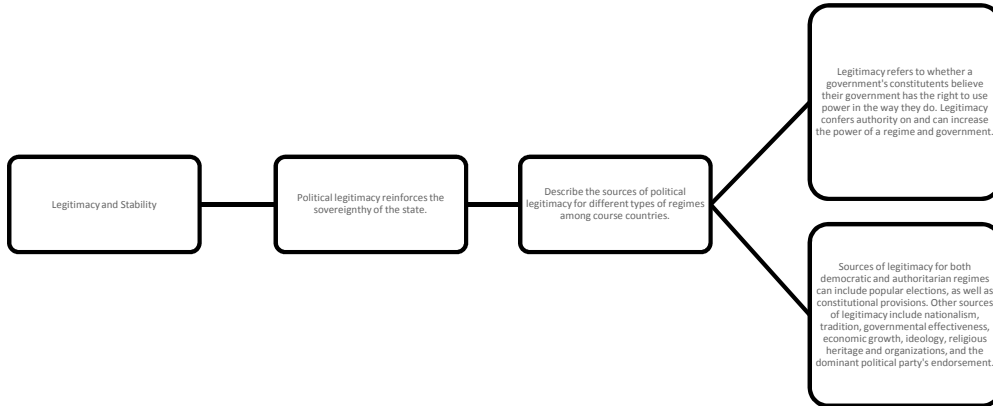 Legitimacy and Stability
Political legitimacy reinforces the
sovereignthy of the state.
Describe the sources of political
legitimacy for different types of regimes
among course countries.
Legitimacy refers to whether a
government's constitutents believe
their government has the right to use
power in the way they do. Legitimacy
confers authority on and can increase
the power of a regime and government.
Sources of legitimacy for both
democratic and authoritarian regimes
can include popular elections, as well as
constitutional provisions. Other sources
of legitimacy include nationalism,
tradition, governmental effectiveness,
economic growth, ideology, religious
heritage and organizations, and the
dominant political party's endorsement.